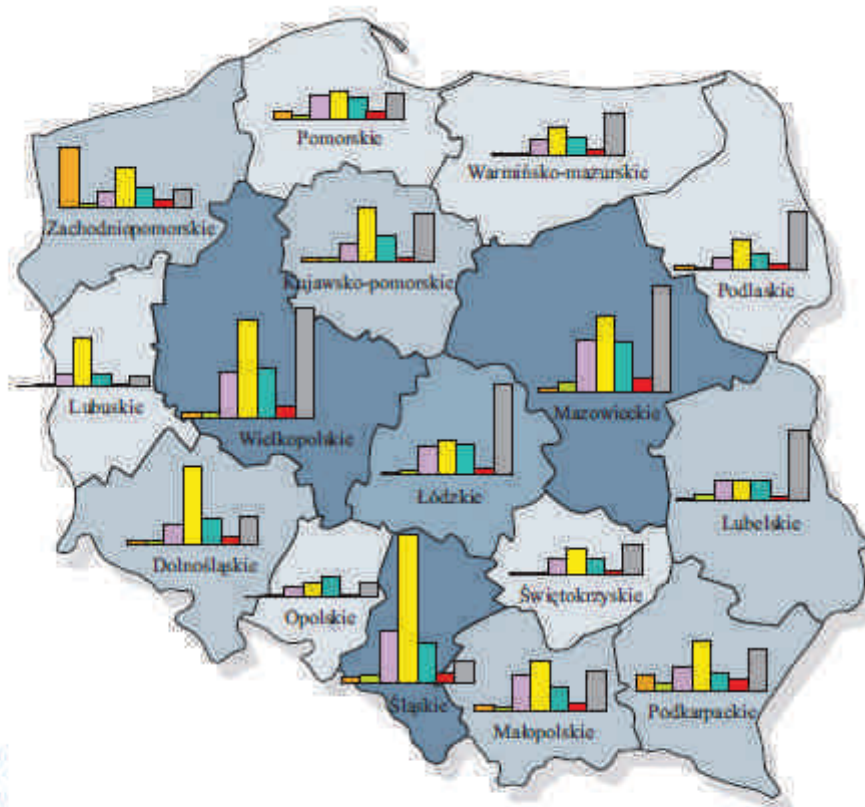 Pomorskie
Warmińsko-mazurskie
Zachodniopomorskie
Kujawsko-pomorskie
Podlaskie
Lubuskie
Wielkopolskie
Mazowieckie
Łódzkie
Lubelskie
Dolnośląskie
Opolskie
Świętokrzyskie
Śląskie
Małopolskie
Podkarpackie